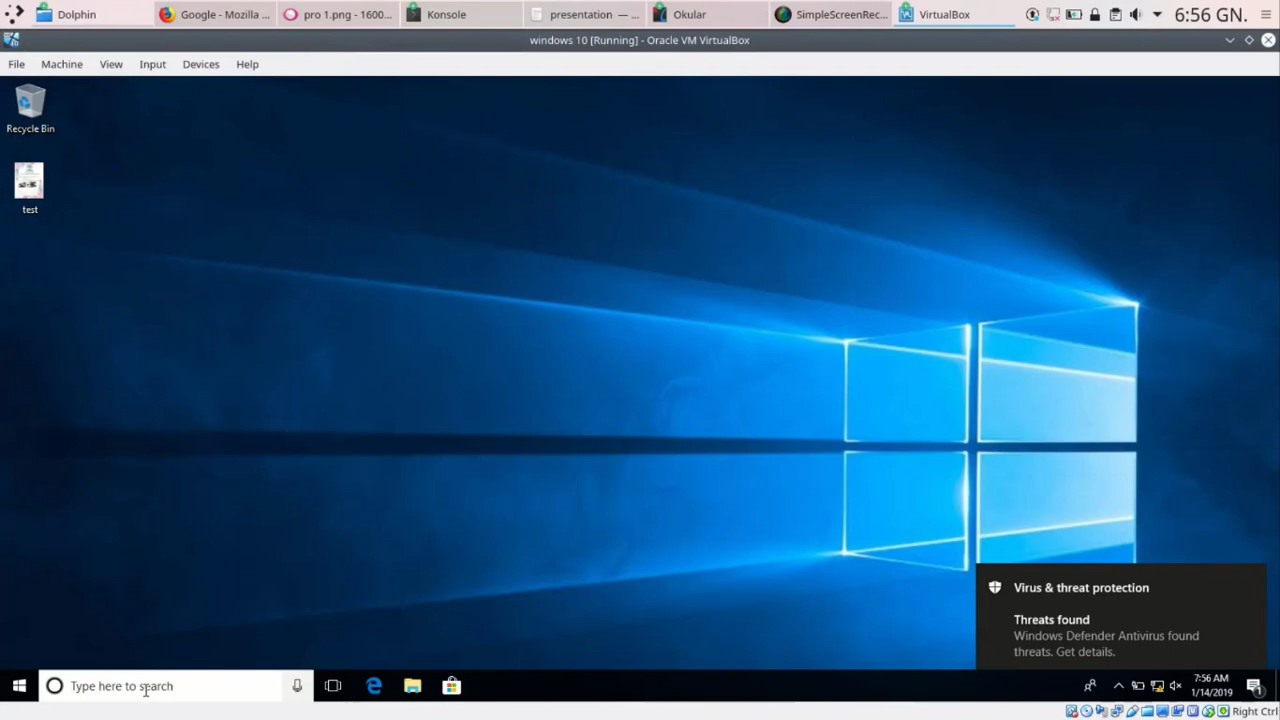 Dolphin
Google - Mozilla ...
pro 1.png - 1600...
Konsole
presentation — ...
Okular
SimpleScreenRec...
VirtualBox
6:56 GN.
windows 10 [Running] - Oracle VM VirtualBox
File Machine View Input Devices Help
Recycle Bin
test
Virus & threat protection
Threats found
Windows Defender Antivirus found
threats. Get details.
Type here to search
7:56 AM
1/14/2019
1
Right Ctrl